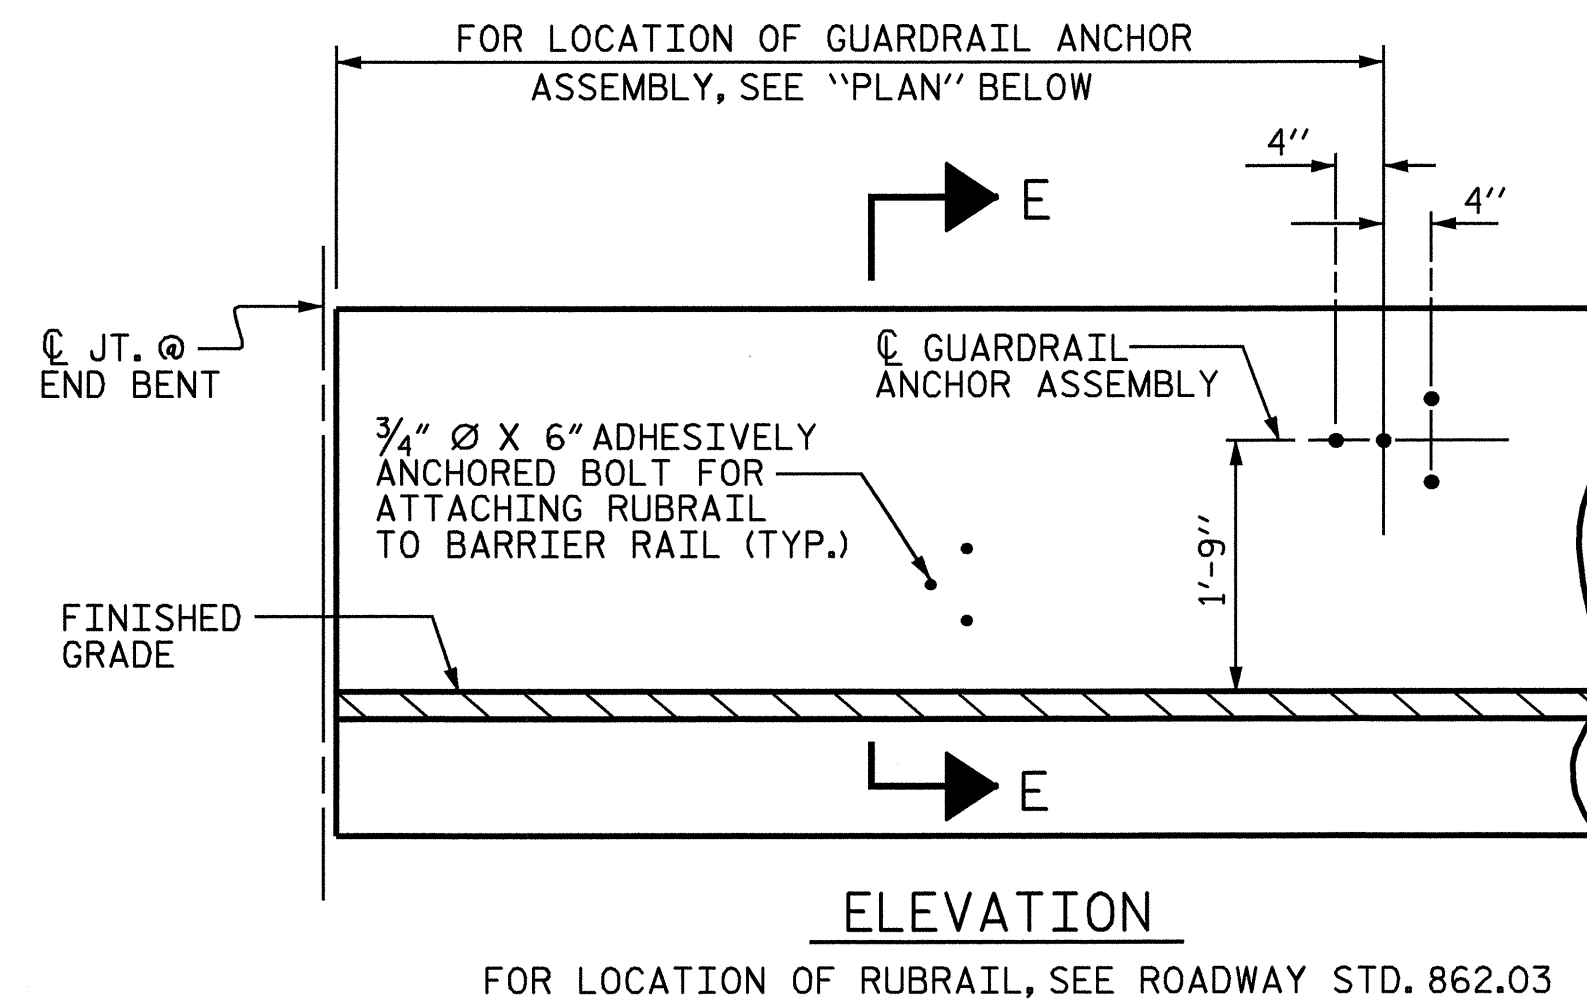 FOR LOCATION OF GUARDRAIL ANCHOR
ASSEMBLY, SEE “PLAN” BELOW
4″
4″
E
℄ JT. @
END BENT
℄ GUARDRAIL
ANCHOR ASSEMBLY
3/4″ Ø X 6″ ADHESIVELY
ANCHORED BOLT FOR
ATTACHING RUBRAIL
TO BARRIER RAIL (TYP.)
1′-9″
FINISHED
GRADE
E
ELEVATION
FOR LOCATION OF RUBRAIL, SEE ROADWAY STD. 862.03